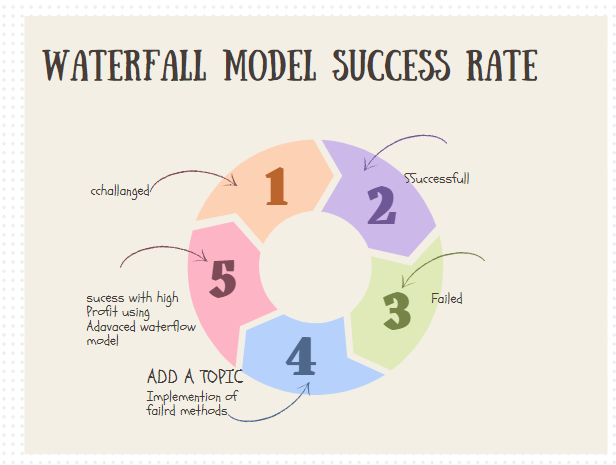 WATERFALL MODEL SUCCESS RATE
1
cchallanged
2
SSuccessfull
3
Failed
4
ADD A TOPIC
Implemention of
failrd methods
5
sucess with high
Profit using
Adavaced waterflow
model